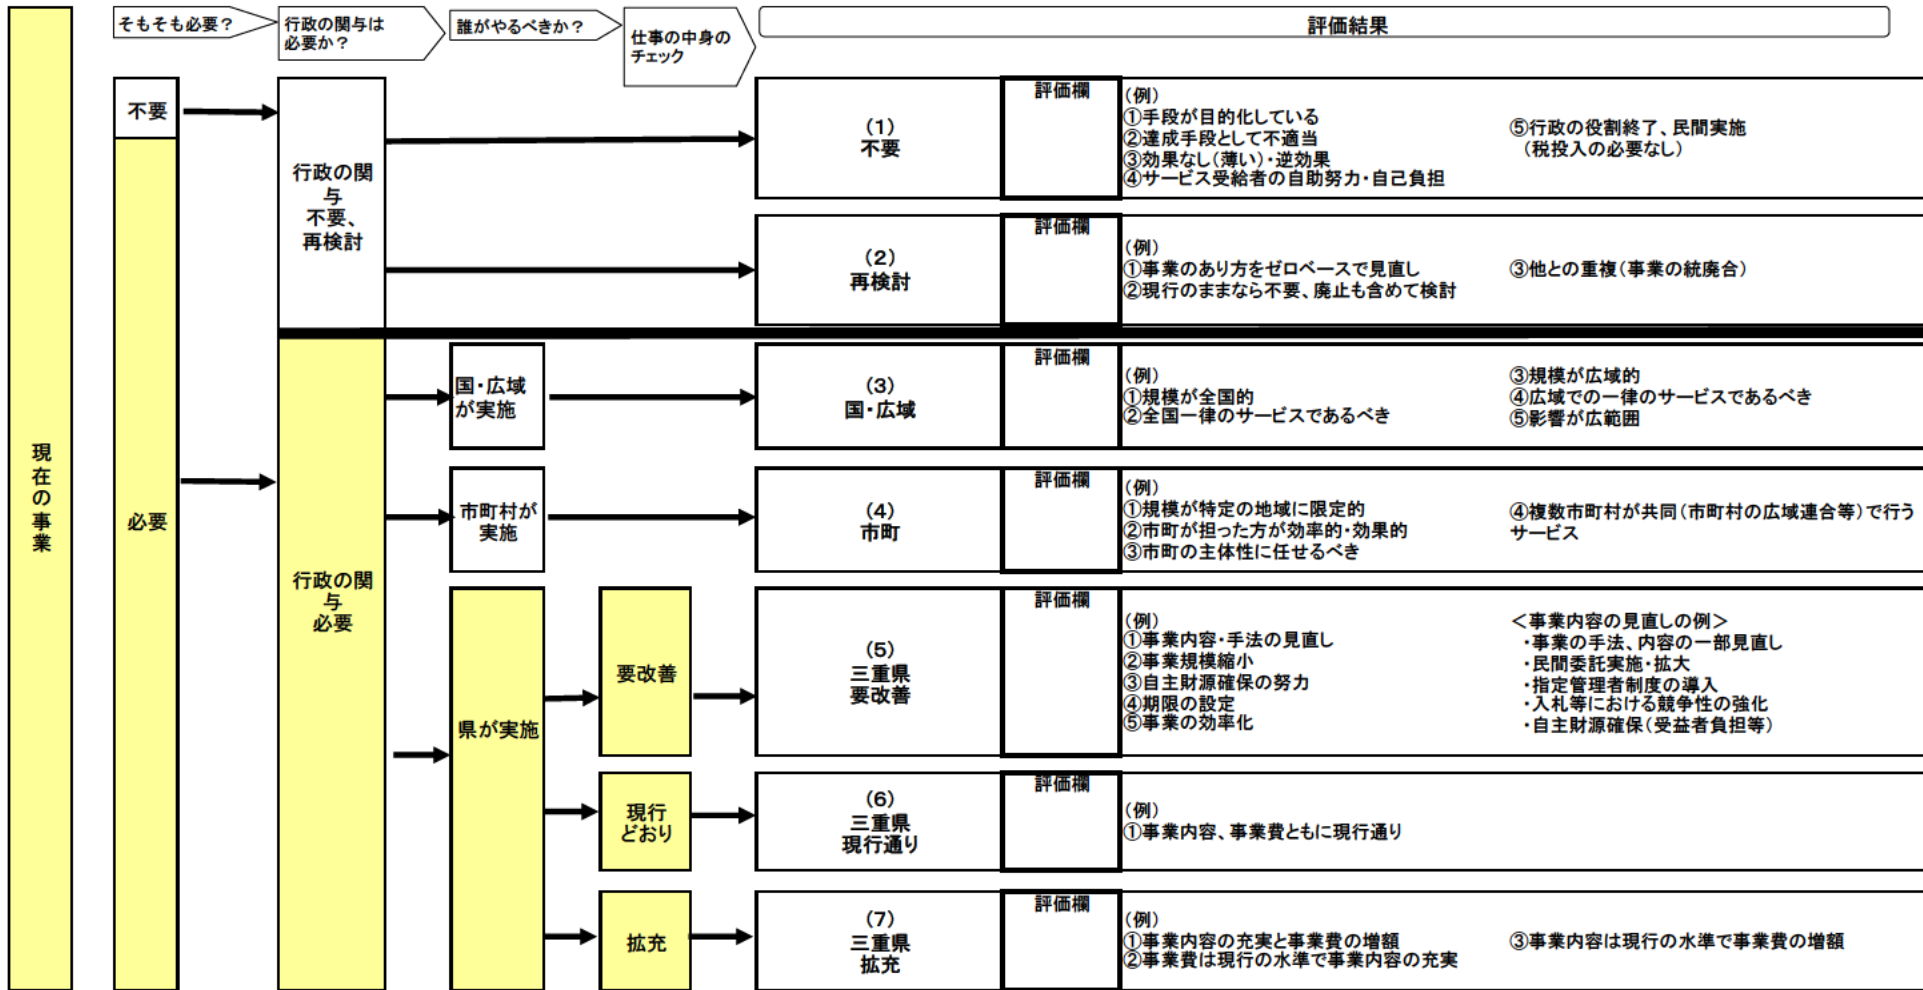 そもそも必要？
行政の関与は
必要か？
誰がやるべきか？
仕事の中身の
チェック
評価結果
現在の事業
不要
必要
行政の関
与
不要、
再検討
行政の関
与
必要
国・広域
が実施
市町村が
実施
県が実施
要改善
現行
どおり
拡充
（１）
不要
評価欄
（例）
①手段が目的化している
②達成手段として不適当
③効果なし（薄い）・逆効果
④サービス受給者の自助努力・自己負担
⑤行政の役割終了、民間実施
（税投入の必要なし）
（２）
再検討
評価欄
（例）
①事業のあり方をゼロベースで見直し
②現行のままなら不要、廃止も含めて検討
③他との重複（事業の統廃合）
（３）
国・広域
評価欄
（例）
①規模が全国的
②全国一律のサービスであるべき
③規模が広域的
④広域での一律のサービスであるべき
⑤影響が広範囲
（４）
市町
評価欄
（例）
①規模が特定の地域に限定的
②市町が担った方が効率的・効果的
③市町の主体性に任せるべき
④複数市町村が共同（市町村の広域連合等）で行う
サービス
（５）
三重県
要改善
評価欄
（例）
①事業内容・手法の見直し
②事業規模縮小
③自主財源確保の努力
④期限の設定
⑤事業の効率化
＜事業内容の見直しの例＞
・事業の手法、内容の一部見直し
・民間委託実施・拡大
・指定管理者制度の導入
・入札等における競争性の強化
・自主財源確保（受益者負担等）
（６）
三重県
現行通り
評価欄
（例）
①事業内容、事業費ともに現行通り
（７）
三重県
拡充
評価欄
（例）
①事業内容の充実と事業費の増額
②事業費は現行の水準で事業内容の充実
③事業内容は現行の水準で事業費の増額